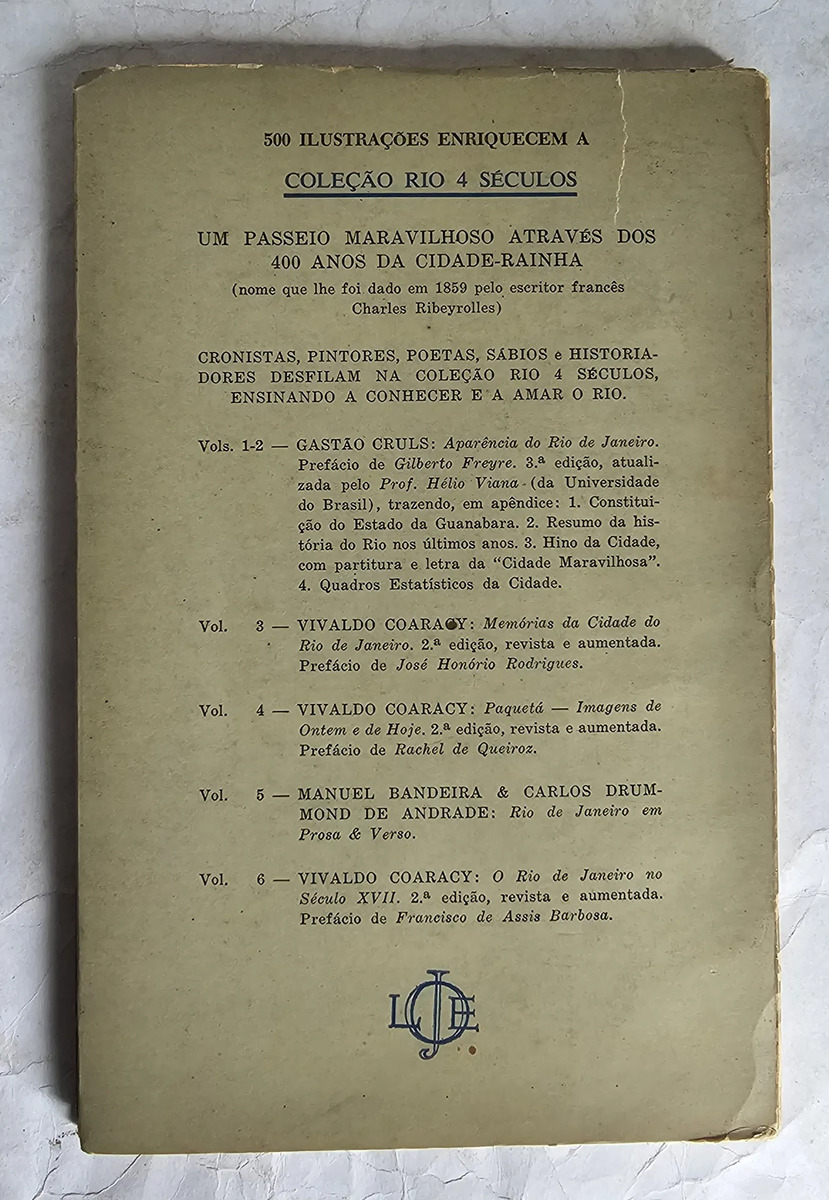 500 ILUSTRAÇÕES ENRIQUECEM A
COLEÇÃO RIO 4 SÉCULOS
UM PASSEIO MARAVILHOSO ATRAVÉS DOS
400 ANOS DA CIDADE-RAINHA
(nome que lhe foi dado em 1859 pelo escritor francês
Charles Ribeyrolles)
CRONISTAS, PINTORES, POETAS, SÁBIOS e HISTORIA-
DORES DESFILAM NA COLEÇÃO RIO 4 SÉCULOS,
ENSINANDO A CONHECER E A AMAR O RIO.
Vols. 1-2 — GASTÃO CRULS: Aparência do Rio de Janeiro.
Prefácio de Gilberto Freyre. 3.ª edição, atuali-
zada pelo Prof. Hélio Viana (da Universidade
do Brasil), trazendo, em apêndice: 1. Constitui-
ção do Estado da Guanabara. 2. Resumo da his-
tória do Rio nos últimos anos. 3. Hino da Cidade,
com partitura e letra da “Cidade Maravilhosa”.
4. Quadros Estatísticos da Cidade.
Vol. 3 — VIVALDO COARACY: Memórias da Cidade do
Rio de Janeiro. 2.ª edição, revista e aumentada.
Prefácio de José Honório Rodrigues.
Vol. 4 — VIVALDO COARACY: Paquetá — Imagens de
Ontem e de Hoje. 2.ª edição, revista e aumentada.
Prefácio de Rachel de Queiroz.
Vol. 5 — MANUEL BANDEIRA & CARLOS DRUM-
MOND DE ANDRADE: Rio de Janeiro em
Prosa & Verso.
Vol. 6 — VIVALDO COARACY: O Rio de Janeiro no
Século XVII. 2.ª edição, revista e aumentada.
Prefácio de Francisco de Assis Barbosa.
LJOE